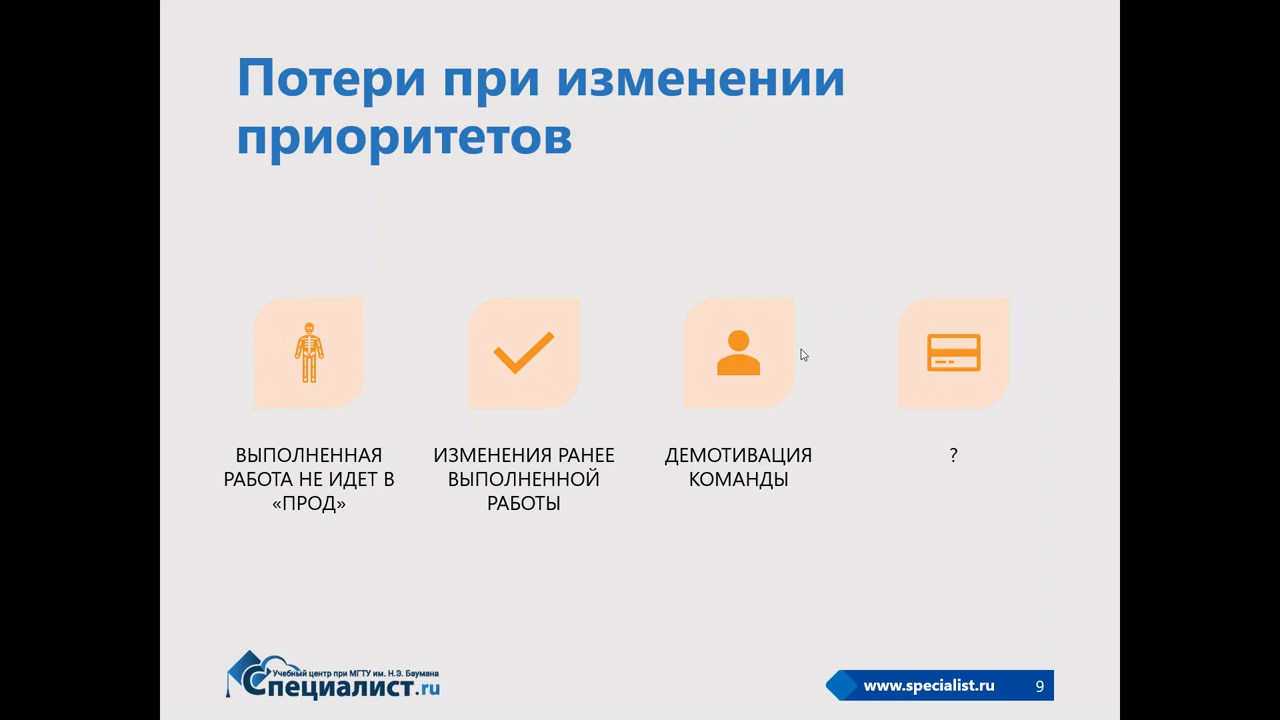 Потери при изменении
приоритетов
ВЫПОЛНЕННАЯ
РАБОТА НЕ ИДЕТ В
«ПРОД»
ИЗМЕНЕНИЯ РАНЕЕ
ВЫПОЛНЕННОЙ
РАБОТЫ
ДЕМОТИВАЦИЯ
КОМАНДЫ
?
Учебный центр при МГТУ им. Н.Э. Баумана
Специалист.ru
www.specialist.ru
9